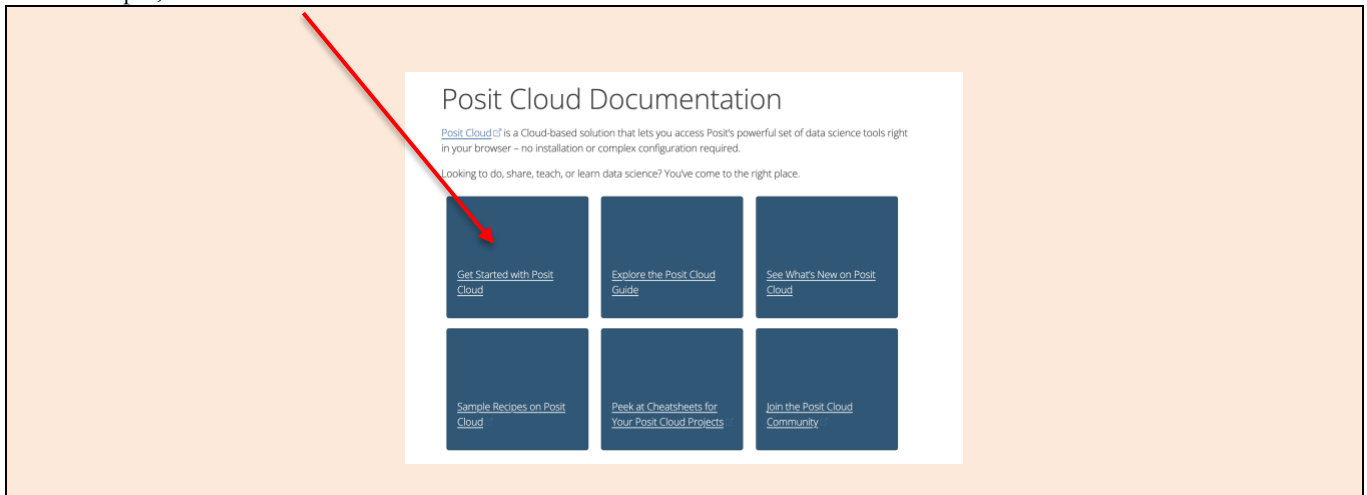 Posit Cloud Documentation
Posit Cloud is a Cloud-based solution that lets you access Posit's powerful set of data science tools right
in your browser – no installation or complex configuration required.
Looking to do, share, teach, or learn data science? You've come to the right place.
Get Started with Posit
Cloud
Explore the Posit Cloud
Guide
See What's New on Posit
Cloud
Sample Recipes on Posit
Cloud
Peek at Cheatsheets for
Your Posit Cloud Projects
Join the Posit Cloud
Community